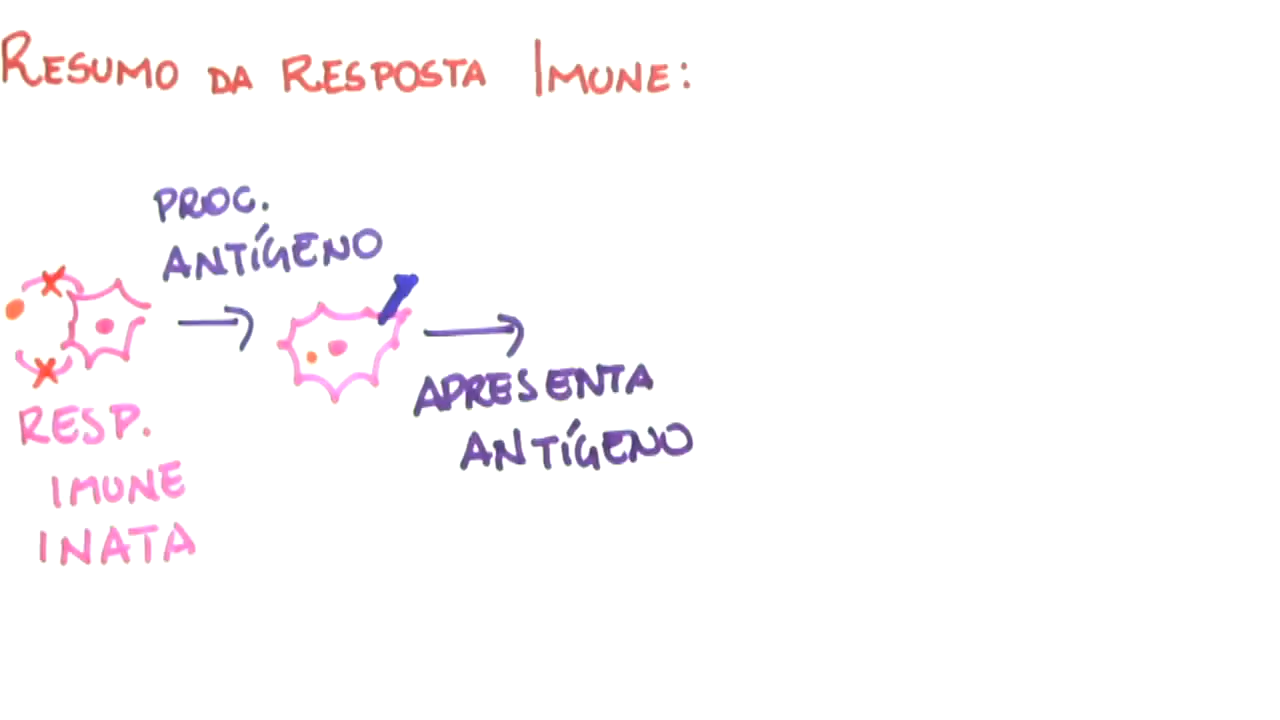 RESUMO DA RESPOSTA IMUNE:
PROC.
ANTÍGENO
APRESENTA
ANTÍGENO
RESP.
IMUNE
INATA